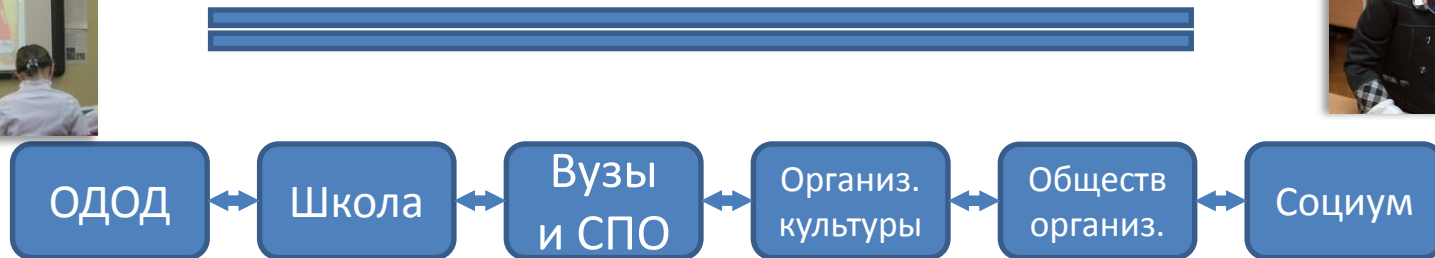 ОДОД
Школа
Вузы
и СПО
Организ.
культуры
Обществ
организ.
Социум